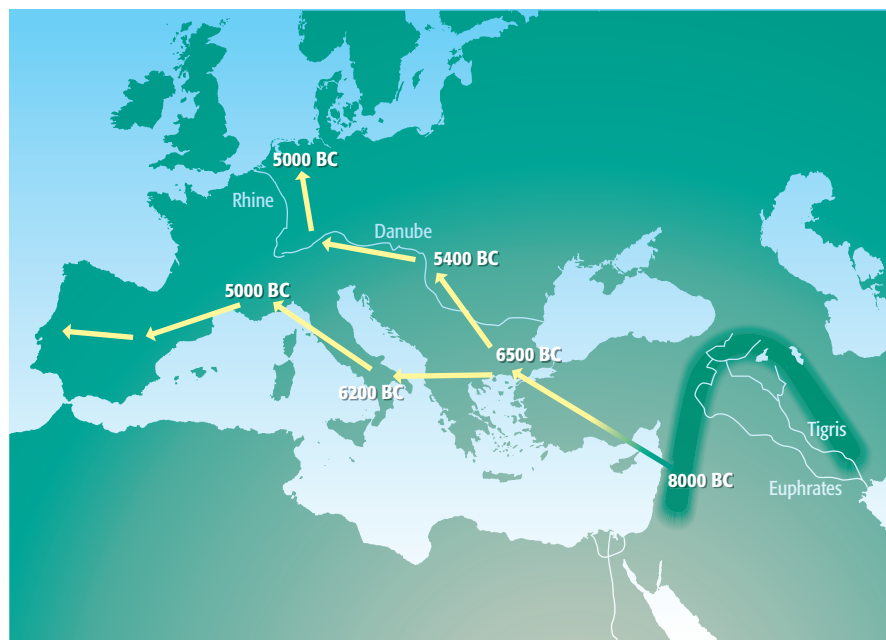 5000 BC
Rhine
Danube
5400 BC
5000 BC
6500 BC
6200 BC
Tigris
8000 BC
Euphrates